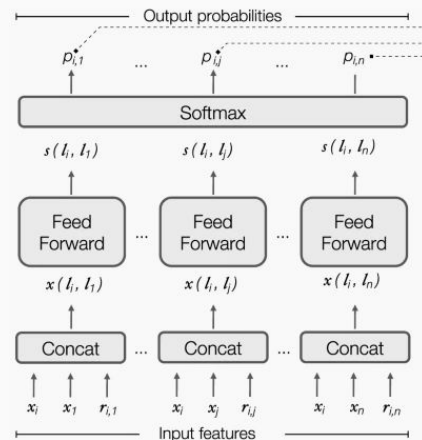 Output probabilities
p_{i,1} ... p_{i,j} ... p_{i,n}
Softmax
s(l_i, l_1) s(l_i, l_j) s(l_i, l_n)
Feed Forward ... Feed Forward ... Feed Forward
x(l_i, l_1) x(l_i, l_j) x(l_i, l_n)
Concat ... Concat ... Concat
x_i x_1 r_{i,1} x_i x_j r_{i,j} x_i x_n r_{i,n}
Input features